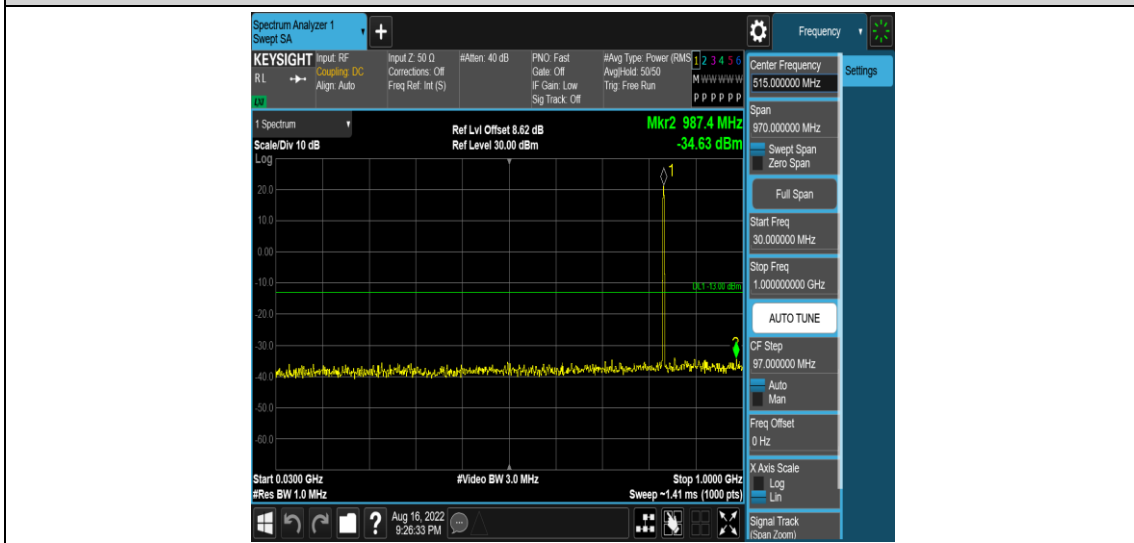 Spectrum Analyzer 1
Swept SA
+
Frequency
KEYSIGHT
RL
LXI
Input: RF
Coupling: DC
Align: Auto
Input Z: 50 Ω
Corrections: Off
Freq Ref: Int (S)
#Atten: 40 dB
PNO: Fast
Gate: Off
IF Gain: Low
Sig Track: Off
#Avg Type: Power (RMS
Avg|Hold: 50/50
Trig: Free Run
1 2 3 4 5 6
M W W W W W
P P P P P P
Center Frequency
515.000000 MHz
Settings
1 Spectrum
Scale/Div 10 dB
Log
Ref Lvl Offset 8.62 dB
Ref Level 30.00 dBm
Mkr2 987.4 MHz
-34.63 dBm
Span
970.000000 MHz
Swept Span
Zero Span
Full Span
Start Freq
30.000000 MHz
Stop Freq
1.000000000 GHz
AUTO TUNE
CF Step
97.000000 MHz
Auto
Man
Freq Offset
0 Hz
X Axis Scale
Log
Lin
Signal Track
(Span Zoom)
1
20.0
10.0
0.00
-10.0
DL1 -13.00 dBm
-20.0
-30.0
2
-40.0
-50.0
-60.0
Start 0.0300 GHz
#Video BW 3.0 MHz
Stop 1.0000 GHz
#Res BW 1.0 MHz
Sweep ~1.41 ms (1000 pts)
?
Aug 16, 2022
9:26:33 PM